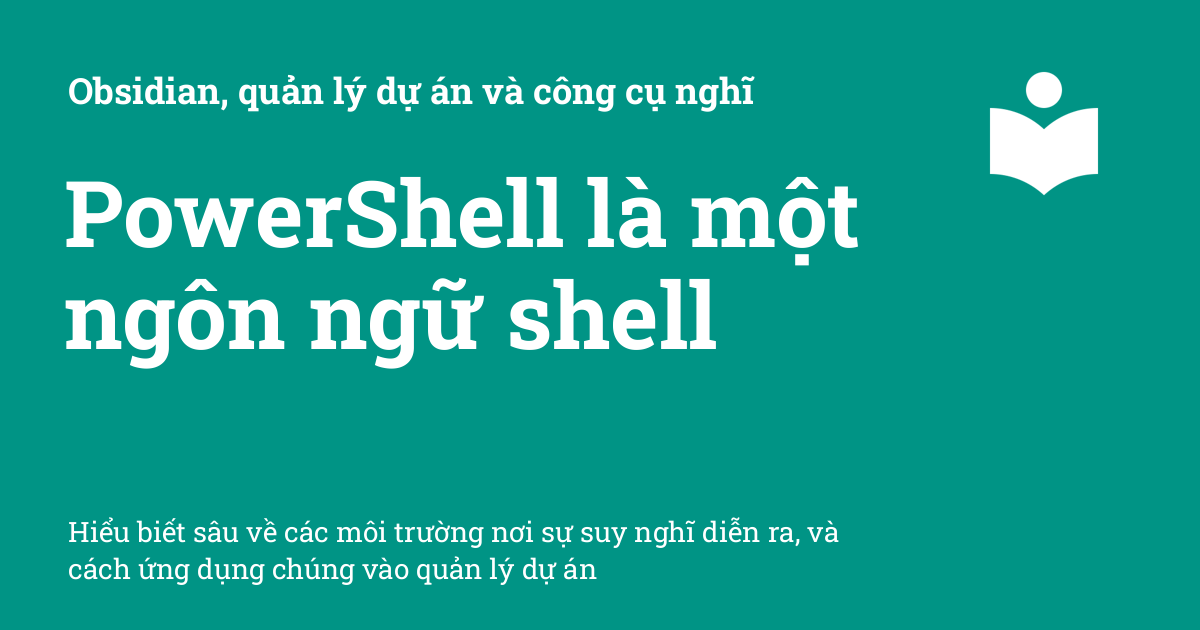 Obsidian, quản lý dự án và công cụ nghĩ
PowerShell là một
ngôn ngữ shell
Hiểu biết sâu về các môi trường nơi sự suy nghĩ diễn ra, và
cách ứng dụng chúng vào quản lý dự án